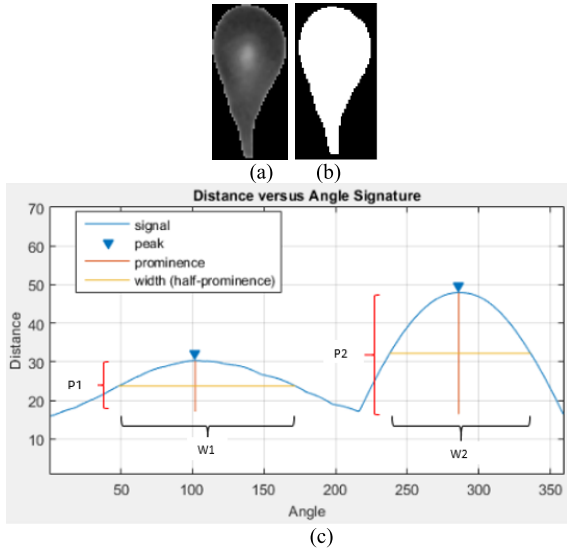 (a) (b)
Distance versus Angle Signature
70
60
50
40
30
20
10
Distance
signal
peak
prominence
width (half-prominence)
P1
P2
W1
W2
50 100 150 200 250 300 350
Angle
(c)